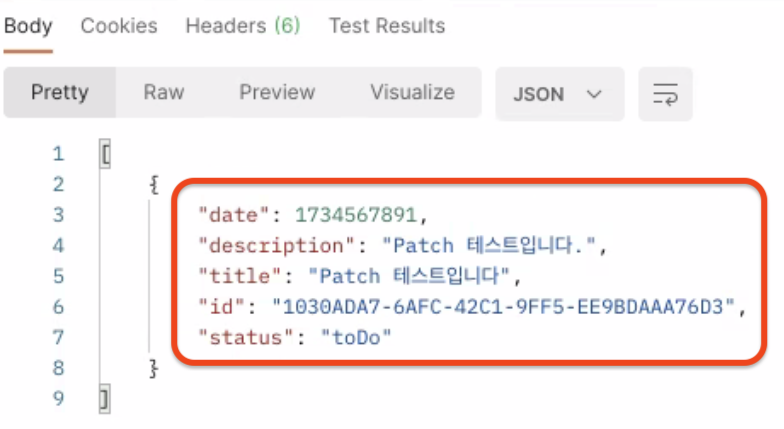 Body Cookies Headers (6) Test Results
Pretty Raw Preview Visualize JSON
1 [
2 {
3 "date": 1734567891,
4 "description": "Patch 테스트입니다.",
5 "title": "Patch 테스트입니다",
6 "id": "1030ADA7-6AFC-42C1-9FF5-EE9BDAAA76D3",
7 "status": "toDo"
8 }
9 ]